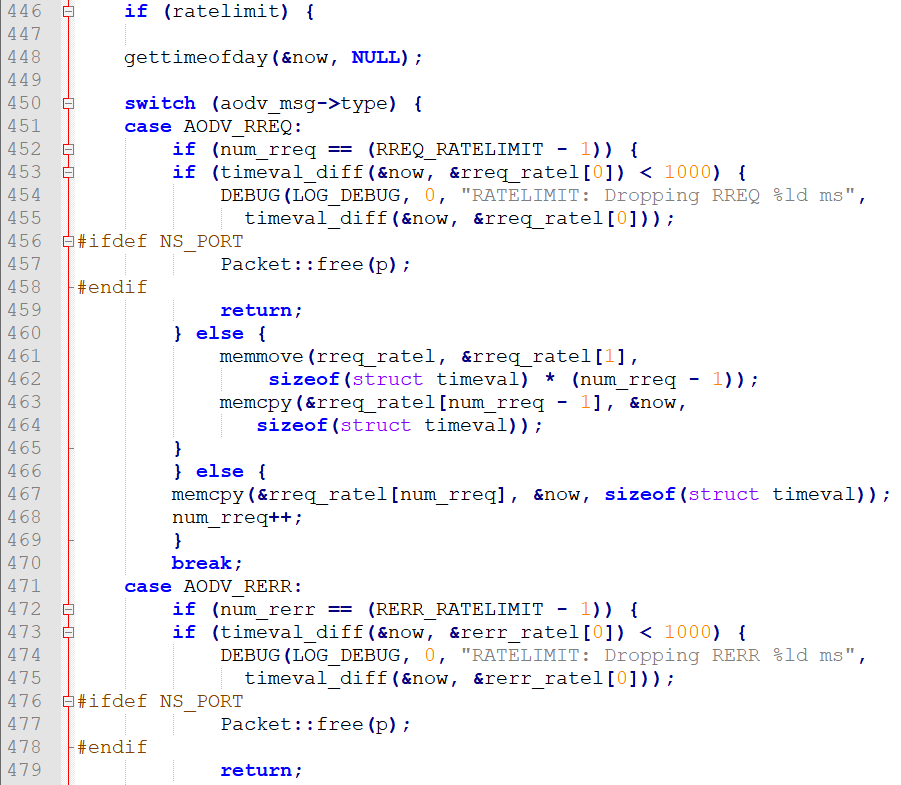 446 if (ratelimit) {
447
448 gettimeofday(&now, NULL);
449
450 switch (aodv_msg->type) {
451 case AODV_RREQ:
452 if (num_rreq == (RREQ_RATELIMIT - 1)) {
453 if (timeval_diff(&now, &rreq_ratel[0]) < 1000) {
454 DEBUG(LOG_DEBUG, 0, "RATELIMIT: Dropping RREQ %ld ms",
455 timeval_diff(&now, &rreq_ratel[0]));
456 #ifdef NS_PORT
457 Packet::free(p);
458 #endif
459 return;
460 } else {
461 memmove(rreq_ratel, &rreq_ratel[1],
462 sizeof(struct timeval) * (num_rreq - 1));
463 memcpy(&rreq_ratel[num_rreq - 1], &now,
464 sizeof(struct timeval));
465 }
466 } else {
467 memcpy(&rreq_ratel[num_rreq], &now, sizeof(struct timeval));
468 num_rreq++;
469 }
470 break;
471 case AODV_RERR:
472 if (num_rerr == (RERR_RATELIMIT - 1)) {
473 if (timeval_diff(&now, &rerr_ratel[0]) < 1000) {
474 DEBUG(LOG_DEBUG, 0, "RATELIMIT: Dropping RERR %ld ms",
475 timeval_diff(&now, &rerr_ratel[0]));
476 #ifdef NS_PORT
477 Packet::free(p);
478 #endif
479 return;